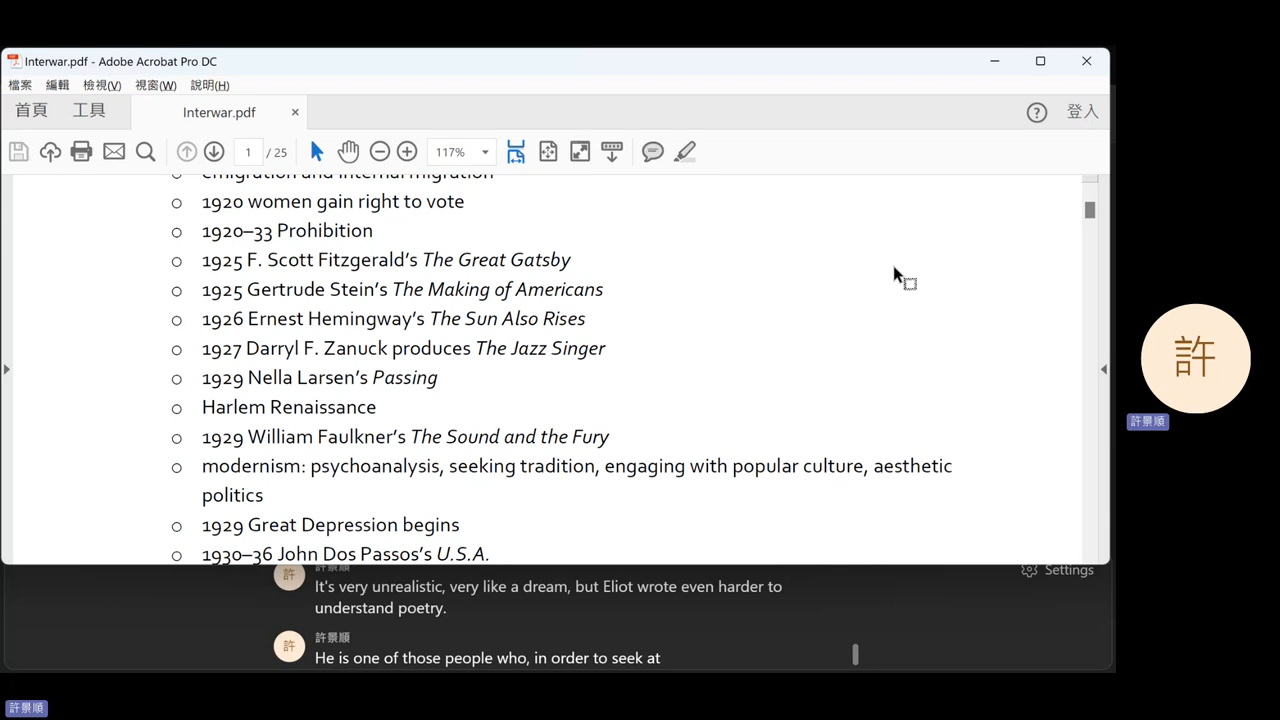 Interwar.pdf - Adobe Acrobat Pro DC
檔案 編輯 檢視(V) 視窗(W) 說明(H)
首頁 工具 Interwar.pdf × ? 登入
1 / 25 117%
emigration and internal migration
○ 1920 women gain right to vote
○ 1920–33 Prohibition
○ 1925 F. Scott Fitzgerald’s The Great Gatsby
○ 1925 Gertrude Stein’s The Making of Americans
○ 1926 Ernest Hemingway’s The Sun Also Rises
○ 1927 Darryl F. Zanuck produces The Jazz Singer
○ 1929 Nella Larsen’s Passing
○ Harlem Renaissance
○ 1929 William Faulkner’s The Sound and the Fury
○ modernism: psychoanalysis, seeking tradition, engaging with popular culture, aesthetic
politics
○ 1929 Great Depression begins
○ 1930–36 John Dos Passos’s U.S.A.
許 許景順
Settings
It's very unrealistic, very like a dream, but Eliot wrote even harder to
understand poetry.
許 許景順
He is one of those people who, in order to seek at
許
許景順
許景順